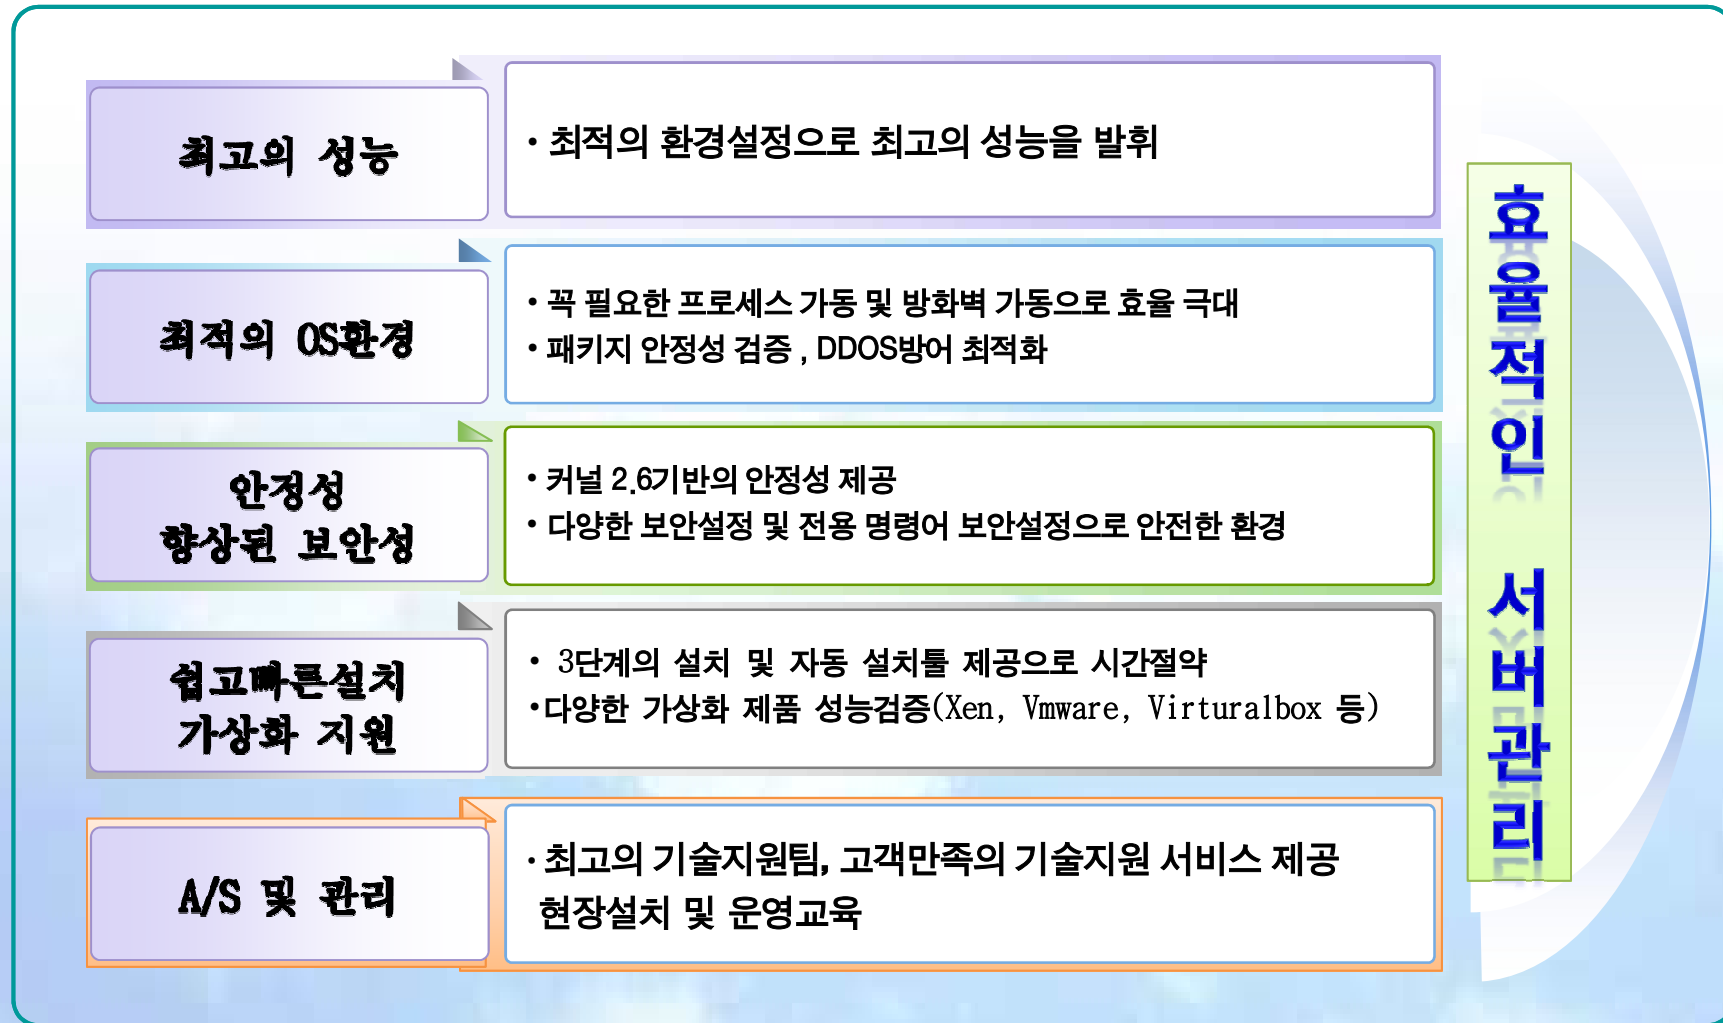 최고의 성능
· 최적의 환경설정으로 최고의 성능을 발휘
최적의 OS환경
· 꼭 필요한 프로세스 가동 및 방화벽 가동으로 효율 극대
· 패키지 안정성 검증 , DDOS방어 최적화
안정성
향상된 보안성
· 커널 2.6기반의 안정성 제공
· 다양한 보안설정 및 전용 명령어 보안설정으로 안전한 환경
쉽고빠른설치
가상화 지원
· 3단계의 설치 및 자동 설치툴 제공으로 시간절약
·다양한 가상화 제품 성능검증(Xen, Vmware, Virturalbox 등)
A/S 및 관리
· 최고의 기술지원팀, 고객만족의 기술지원 서비스 제공
현장설치 및 운영교육
효율적인 서버관리